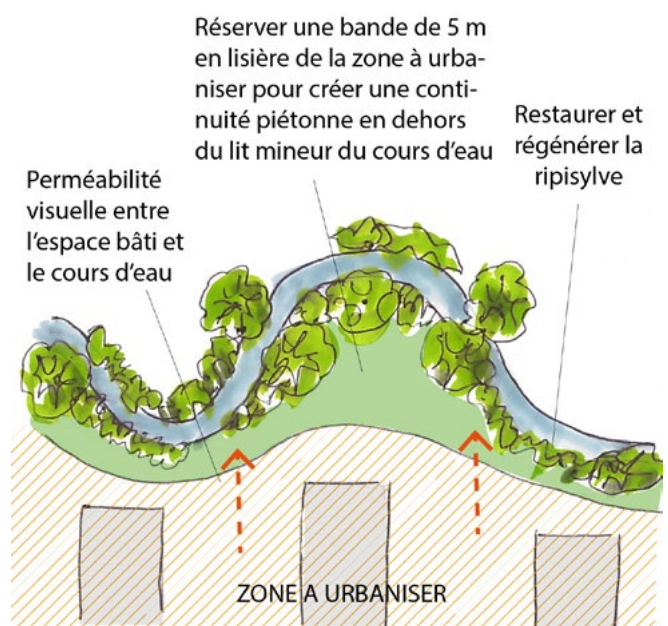 Réserver une bande de 5 m
en lisière de la zone à urba-
niser pour créer une conti-
nuité piétonne en dehors
du lit mineur du cours d'eau
Restaurer et
régénérer la
ripisylve
Perméabilité
visuelle entre
l'espace bâti et
le cours d'eau
ZONE A URBANISER